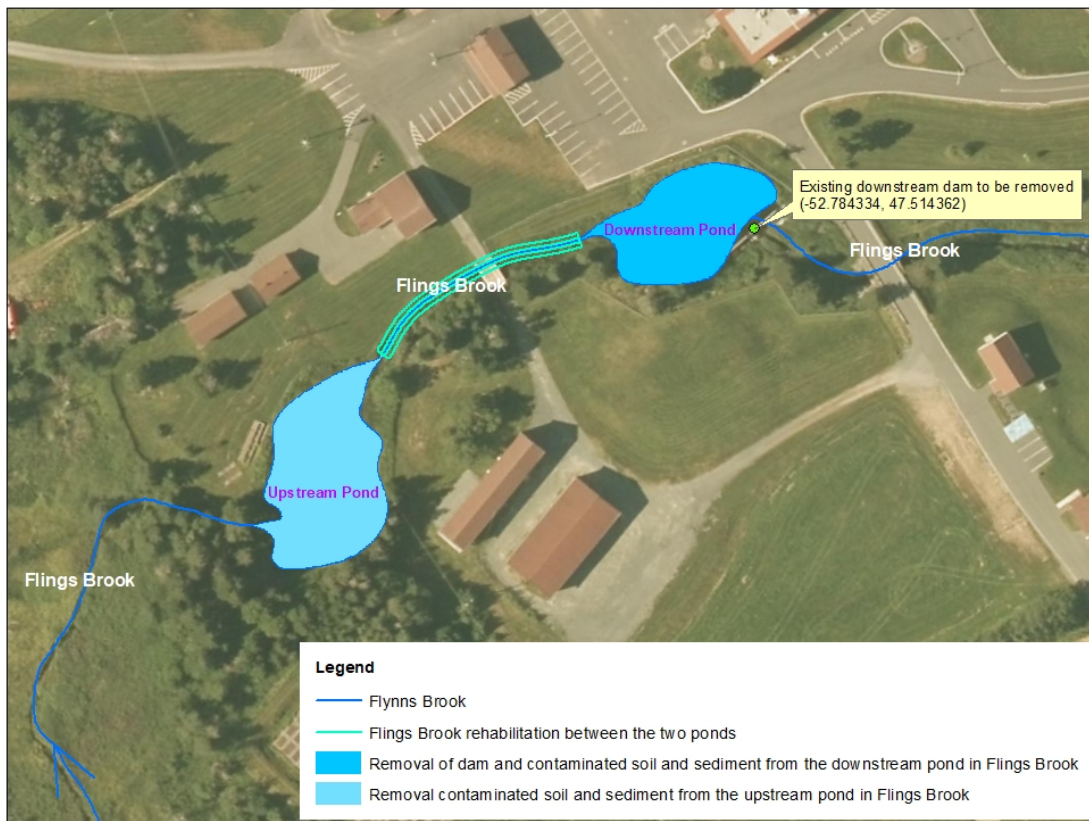 Existing downstream dam to be removed
(-52.784334, 47.514362)
Downstream Pond
Flings Brook
Flings Brook
Upstream Pond
Flings Brook
Legend
Flynns Brook
Flings Brook rehabilitation between the two ponds
Removal of dam and contaminated soil and sediment from the downstream pond in Flings Brook
Removal contaminated soil and sediment from the upstream pond in Flings Brook